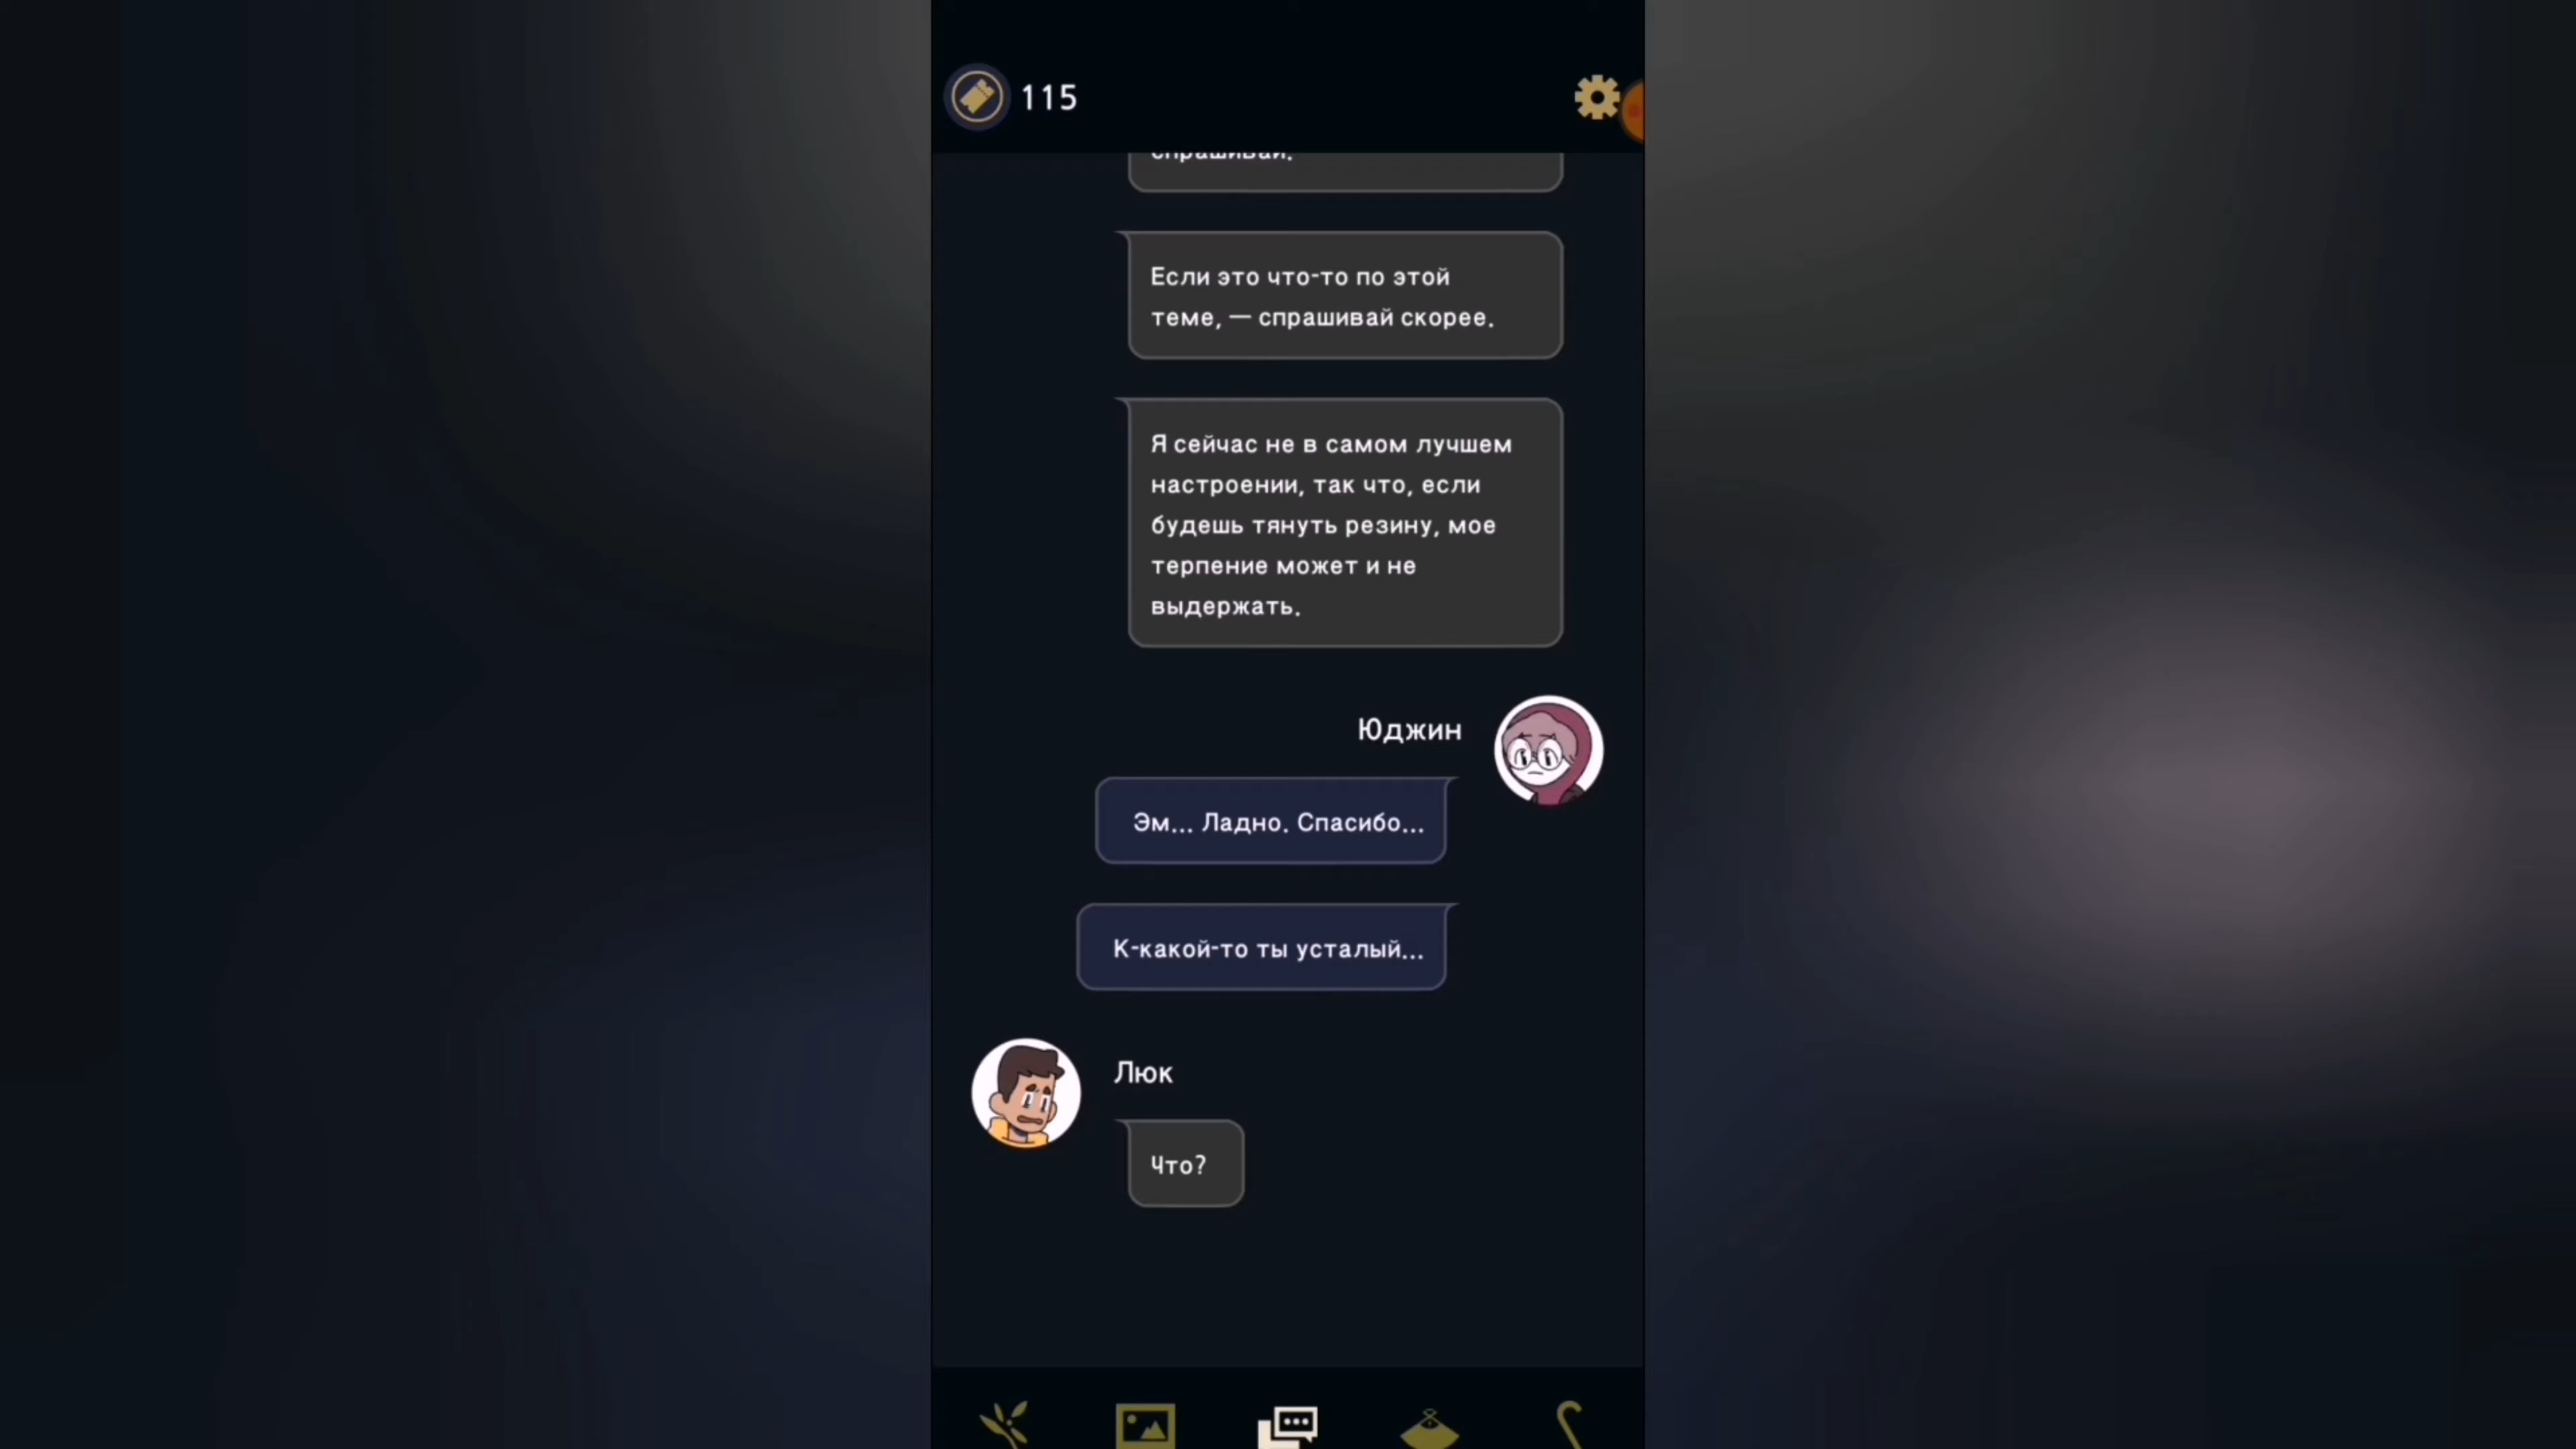 115
спрашивай.
Если это что-то по этой
теме, — спрашивай скорее.
Я сейчас не в самом лучшем
настроении, так что, если
будешь тянуть резину, мое
терпение может и не
выдержать.
Юджин
Эм... Ладно. Спасибо...
К-какой-то ты усталый...
Люк
Что?